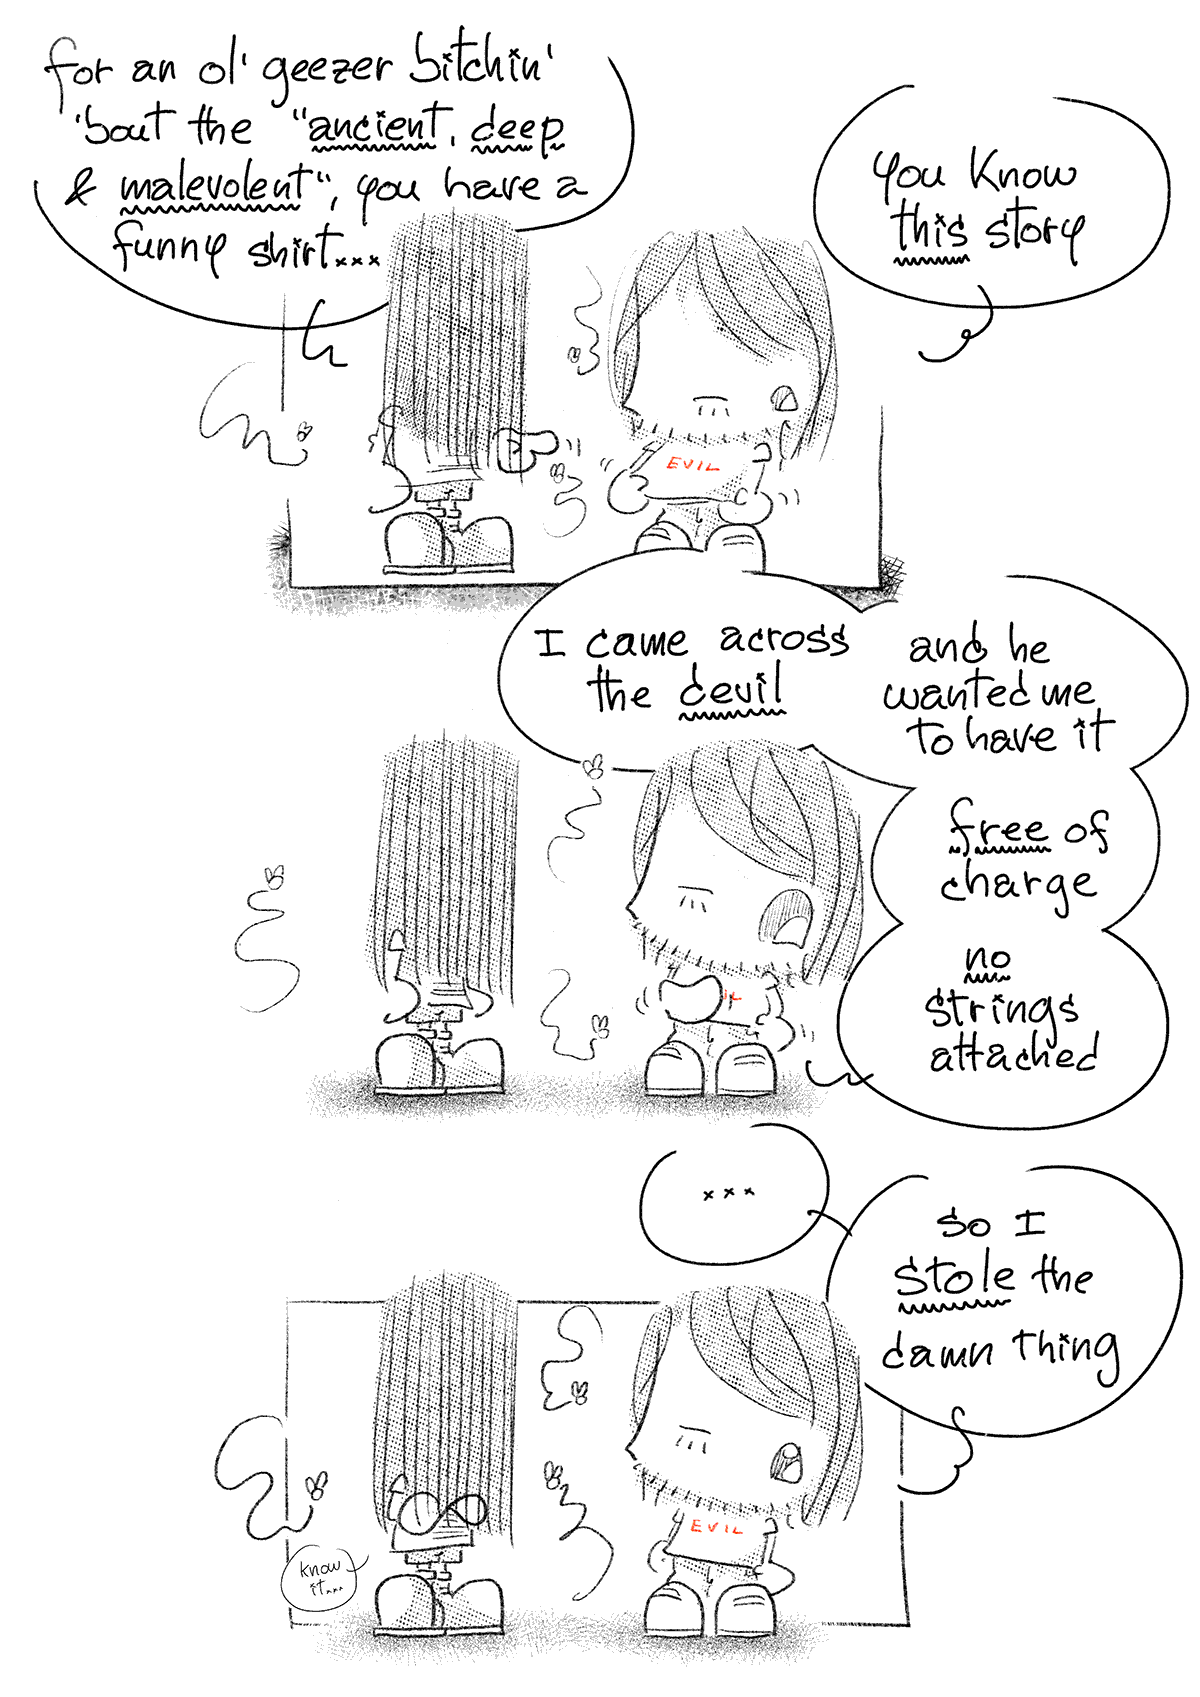 for an ol' geezer bitchin'
'bout the "ancient, deep
& malevolent", you have a
funny shirt...
you know
this story
EVIL
I came across
the devil
and he
wanted me
to have it
free of
charge
no
strings
attached
IL
...
so I
stole the
damn thing
EVIL
know
it...